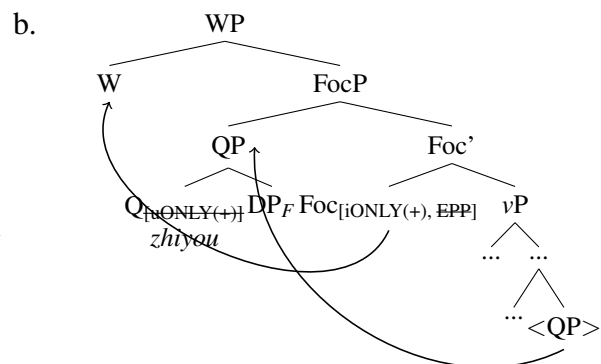 b.
WP
W FocP
QP Foc’
Q[uONLY(+)] DPF Foc[iONLY(+), EPP] vP
zhiyou ... ...
... <QP>